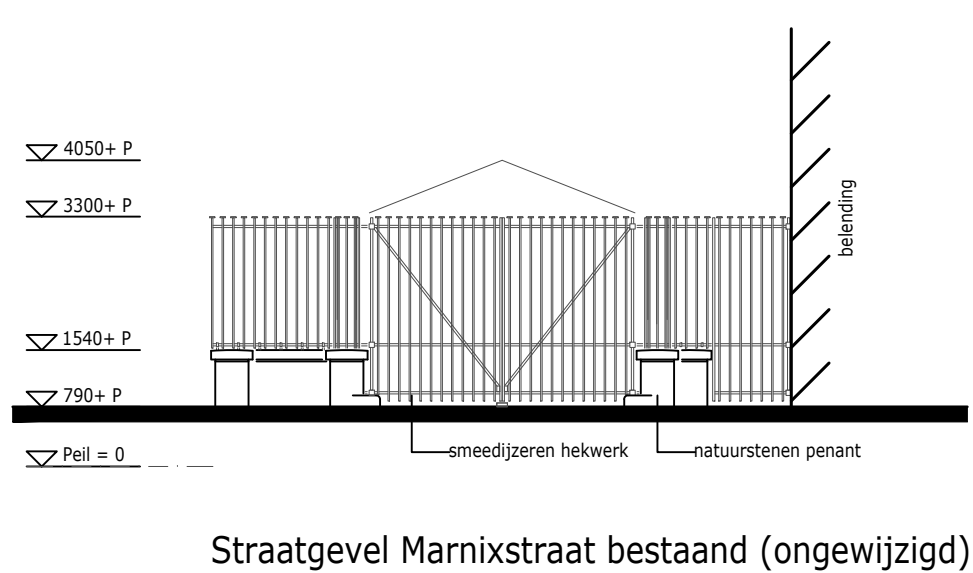 4050+ P
3300+ P
belending
1540+ P
790+ P
Peil = 0
smeedijzeren hekwerk
natuurstenen penant
Straatgevel Marnixstraat bestaand (ongewijzigd)